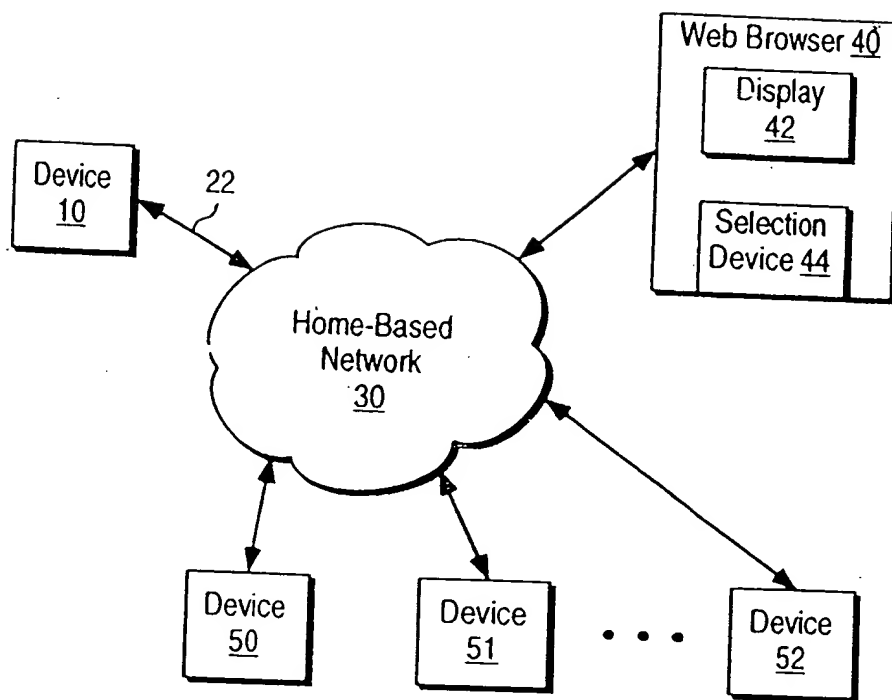 Web Browser 40
Display
42
Device
10
22
Selection
Device 44
Home-Based
Network
30
Device
50
Device
51
Device
52